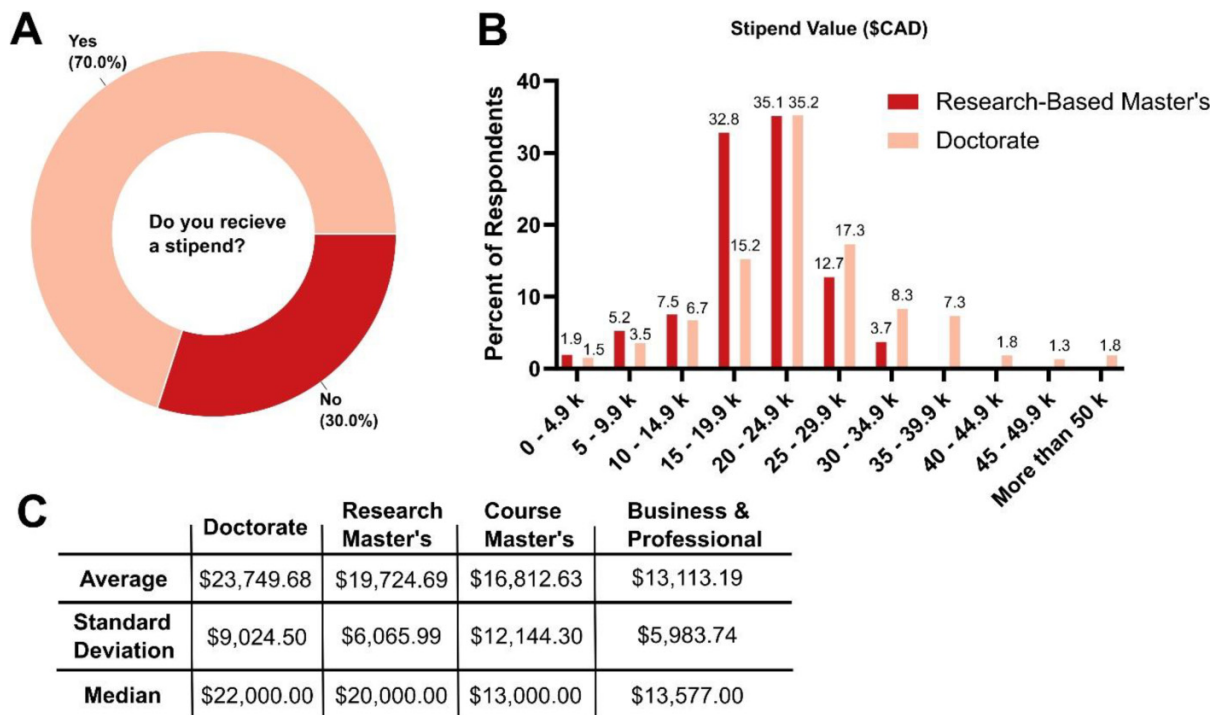 A
Yes
(70.0%)
Do you recieve
a stipend?
No
(30.0%)
B
Stipend Value ($CAD)
Percent of Respondents
40
30
20
10
0
Research-Based Master's
Doctorate
1.9
1.5
5.2
3.5
7.5
6.7
32.8
15.2
35.1
35.2
12.7
17.3
3.7
8.3
7.3
1.8
1.3
1.8
0 - 4.9 k
5 - 9.9 k
10 - 14.9 k
15 - 19.9 k
20 - 24.9 k
25 - 29.9 k
30 - 34.9 k
35 - 39.9 k
40 - 44.9 k
45 - 49.9 k
More than 50 k
C
Doctorate
Research
Master's
Course
Master's
Business &
Professional
Average $23,749.68 $19,724.69 $16,812.63 $13,113.19
Standard
Deviation $9,024.50 $6,065.99 $12,144.30 $5,983.74
Median $22,000.00 $20,000.00 $13,000.00 $13,577.00